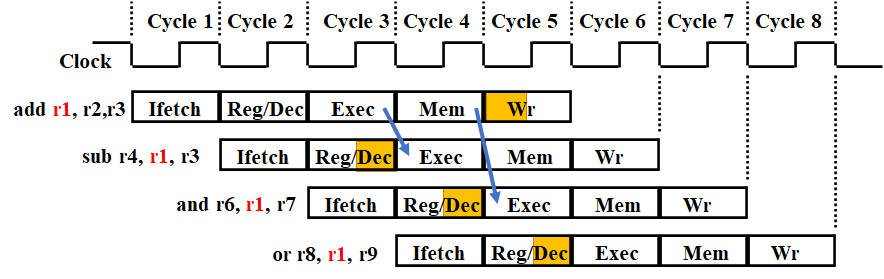 Cycle 1 Cycle 2 Cycle 3 Cycle 4 Cycle 5 Cycle 6 Cycle 7 Cycle 8
Clock
add r1, r2,r3 Ifetch Reg/Dec Exec Mem Wr
sub r4, r1, r3 Ifetch Reg/Dec Exec Mem Wr
and r6, r1, r7 Ifetch Reg/Dec Exec Mem Wr
or r8, r1, r9 Ifetch Reg/Dec Exec Mem Wr